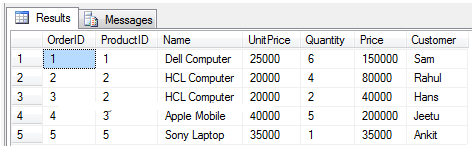 Results Messages
OrderID ProductID Name UnitPrice Quantity Price Customer
1 1 1 Dell Computer 25000 6 150000 Sam
2 2 2 HCL Computer 20000 4 80000 Rahul
3 3 2 HCL Computer 20000 2 40000 Hans
4 4 3 Apple Mobile 40000 5 200000 Jeetu
5 5 5 Sony Laptop 35000 1 35000 Ankit